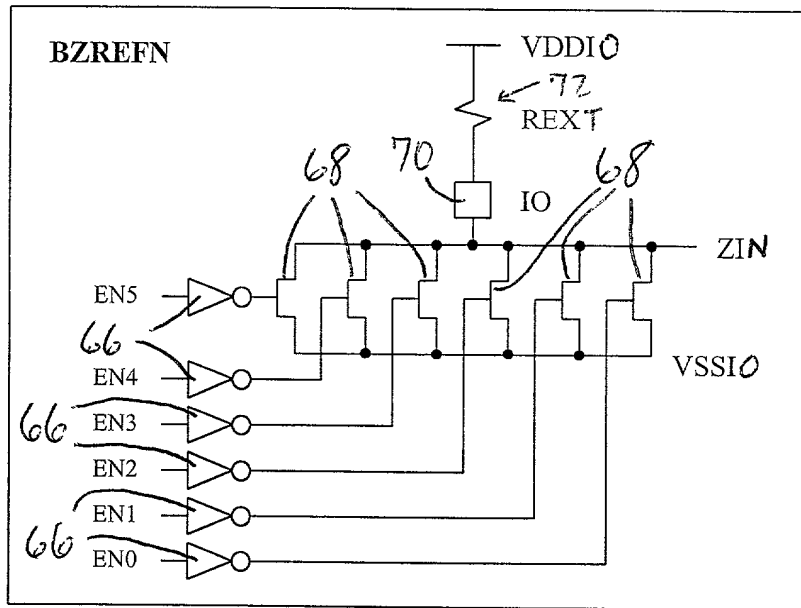 BZREFN
VDDIO
72
REXT
68
70
IO
68
ZIN
EN5
66
VSSIO
EN4
66
EN3
EN2
66
EN1
EN0